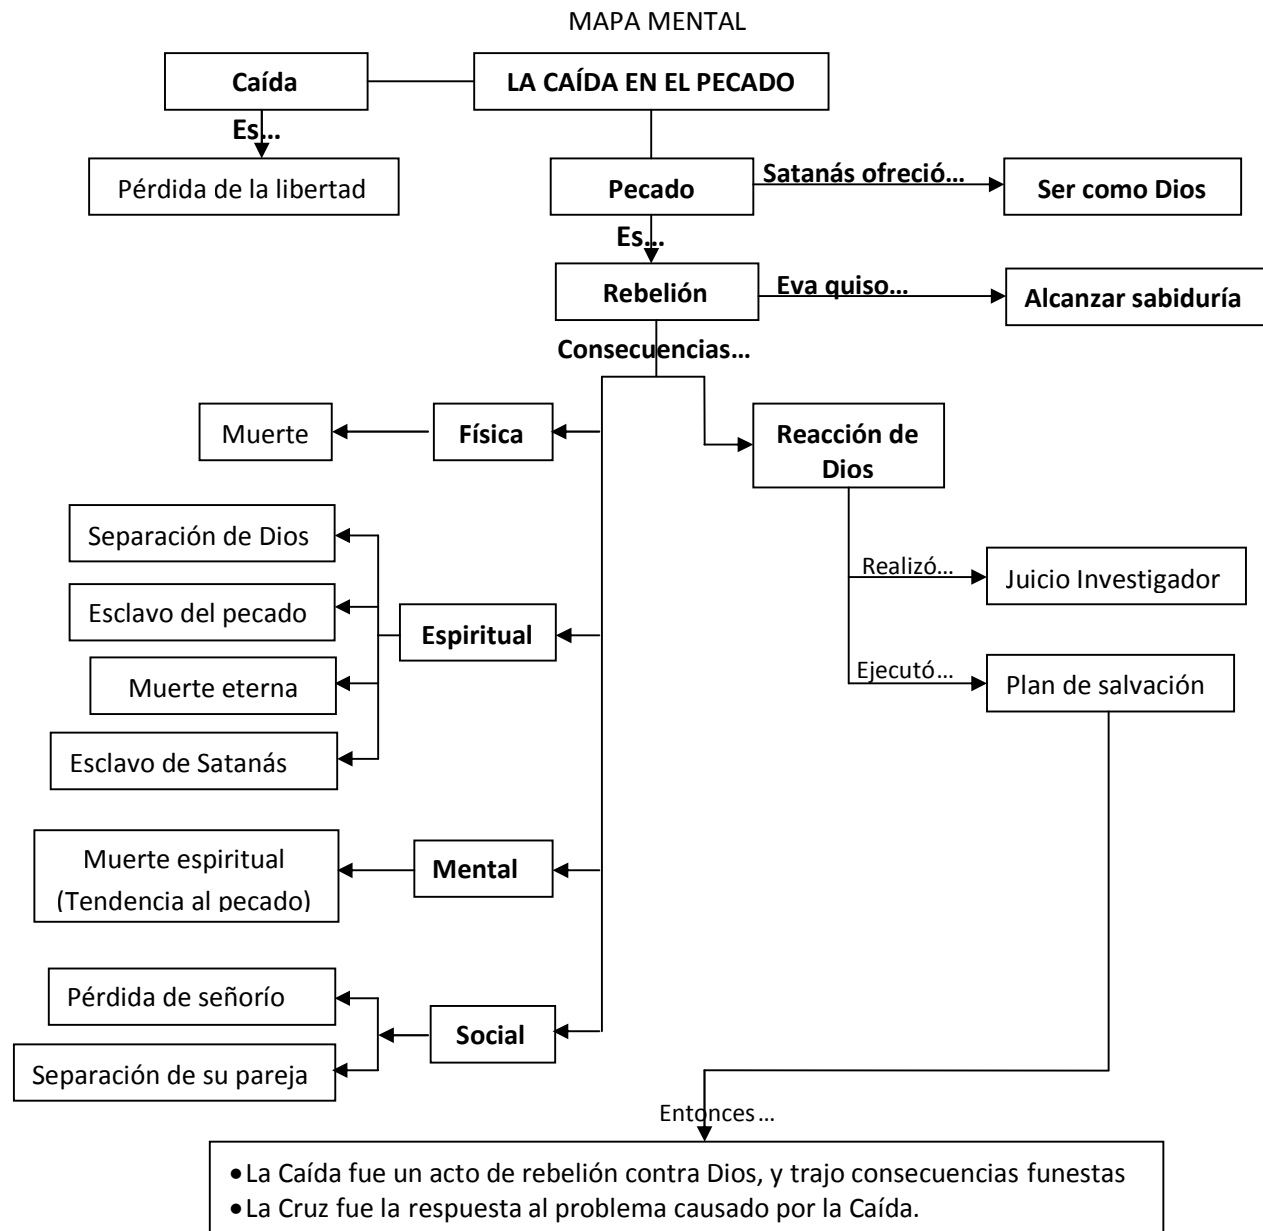 MAPA MENTAL
Caída
LA CAÍDA EN EL PECADO
Es...
Pérdida de la libertad
Pecado
Satanás ofreció...
Ser como Dios
Es...
Rebelión
Eva quiso...
Alcanzar sabiduría
Consecuencias...
Muerte
Física
Reacción de
Dios
Separación de Dios
Esclavo del pecado
Espiritual
Muerte eterna
Esclavo de Satanás
Realizó...
Juicio Investigador
Ejecutó...
Plan de salvación
Muerte espiritual
(Tendencia al pecado)
Mental
Pérdida de señorío
Social
Separación de su pareja
Entonces...
•La Caída fue un acto de rebelión contra Dios, y trajo consecuencias funestas
•La Cruz fue la respuesta al problema causado por la Caída.